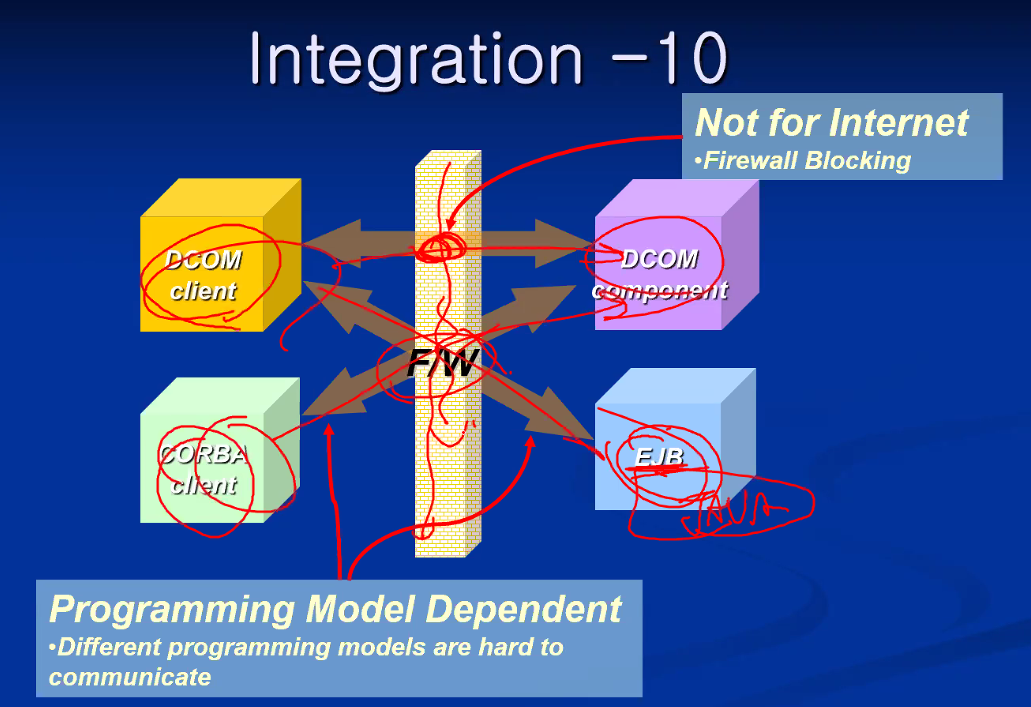 Integration -10
Not for Internet
•Firewall Blocking
DCOM
client
DCOM
component
F/W
CORBA
client
EJB
JAVA
Programming Model Dependent
•Different programming models are hard to
communicate